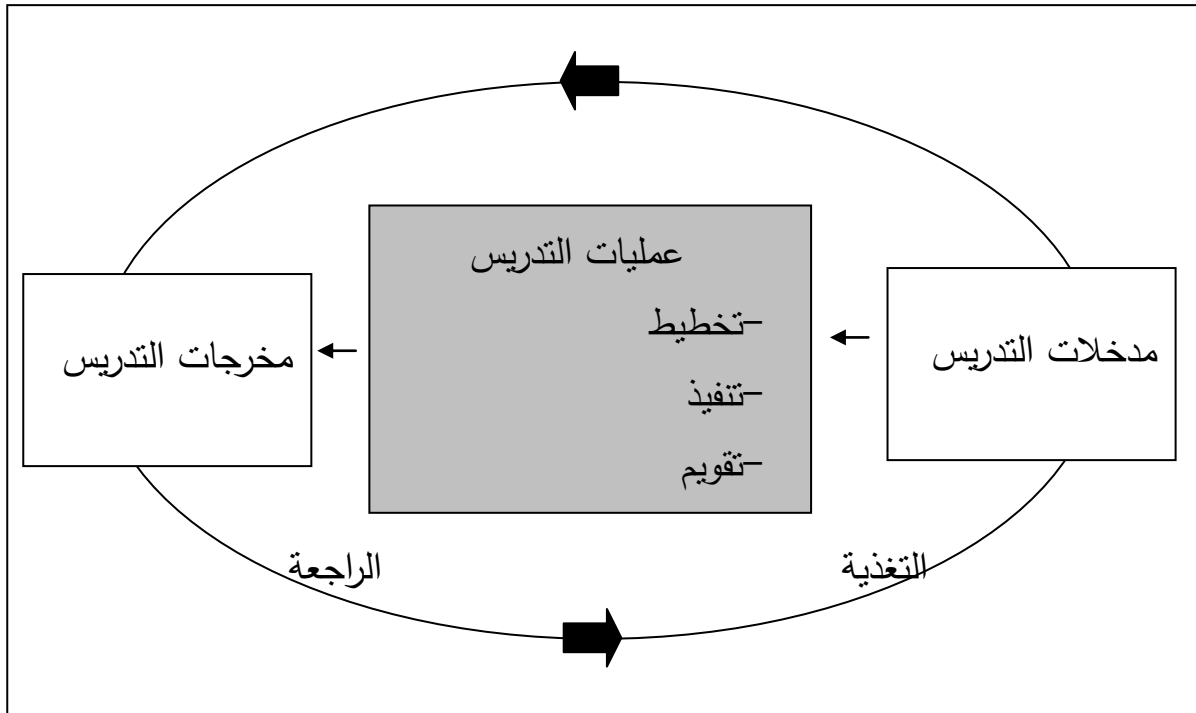 عمليات التدريس
-تخطيط
-تنفيذ
-تقويم
مدخلات التدريس
مخرجات التدريس
التغذية
الراجعة